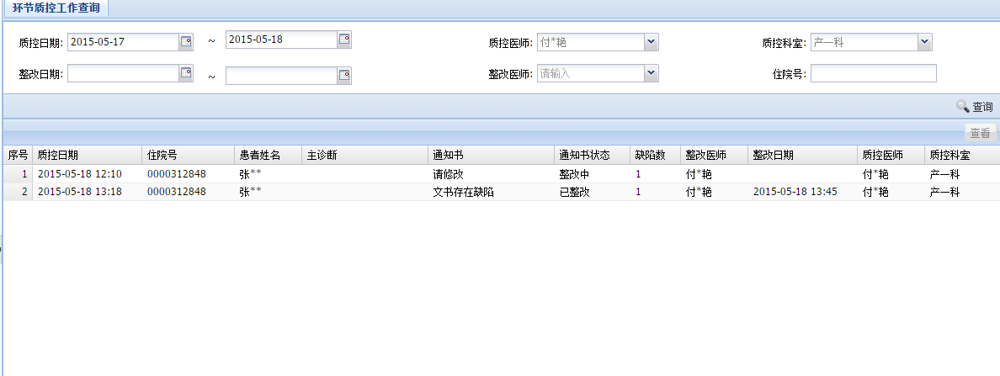 环节质控工作查询
质控日期: 2015-05-17 ~ 2015-05-18 质控医师: 付*艳 质控科室: 产一科
整改日期: ~ 整改医师: 请输入 住院号:
查询
查看
序号 质控日期 住院号 患者姓名 主诊断 通知书 通知书状态 缺陷数 整改医师 整改日期 质控医师 质控科室
1 2015-05-18 12:10 0000312848 张** 请修改 整改中 1 付*艳 付*艳 产一科
2 2015-05-18 13:18 0000312848 张** 文书存在缺陷 已整改 1 付*艳 2015-05-18 13:45 付*艳 产一科